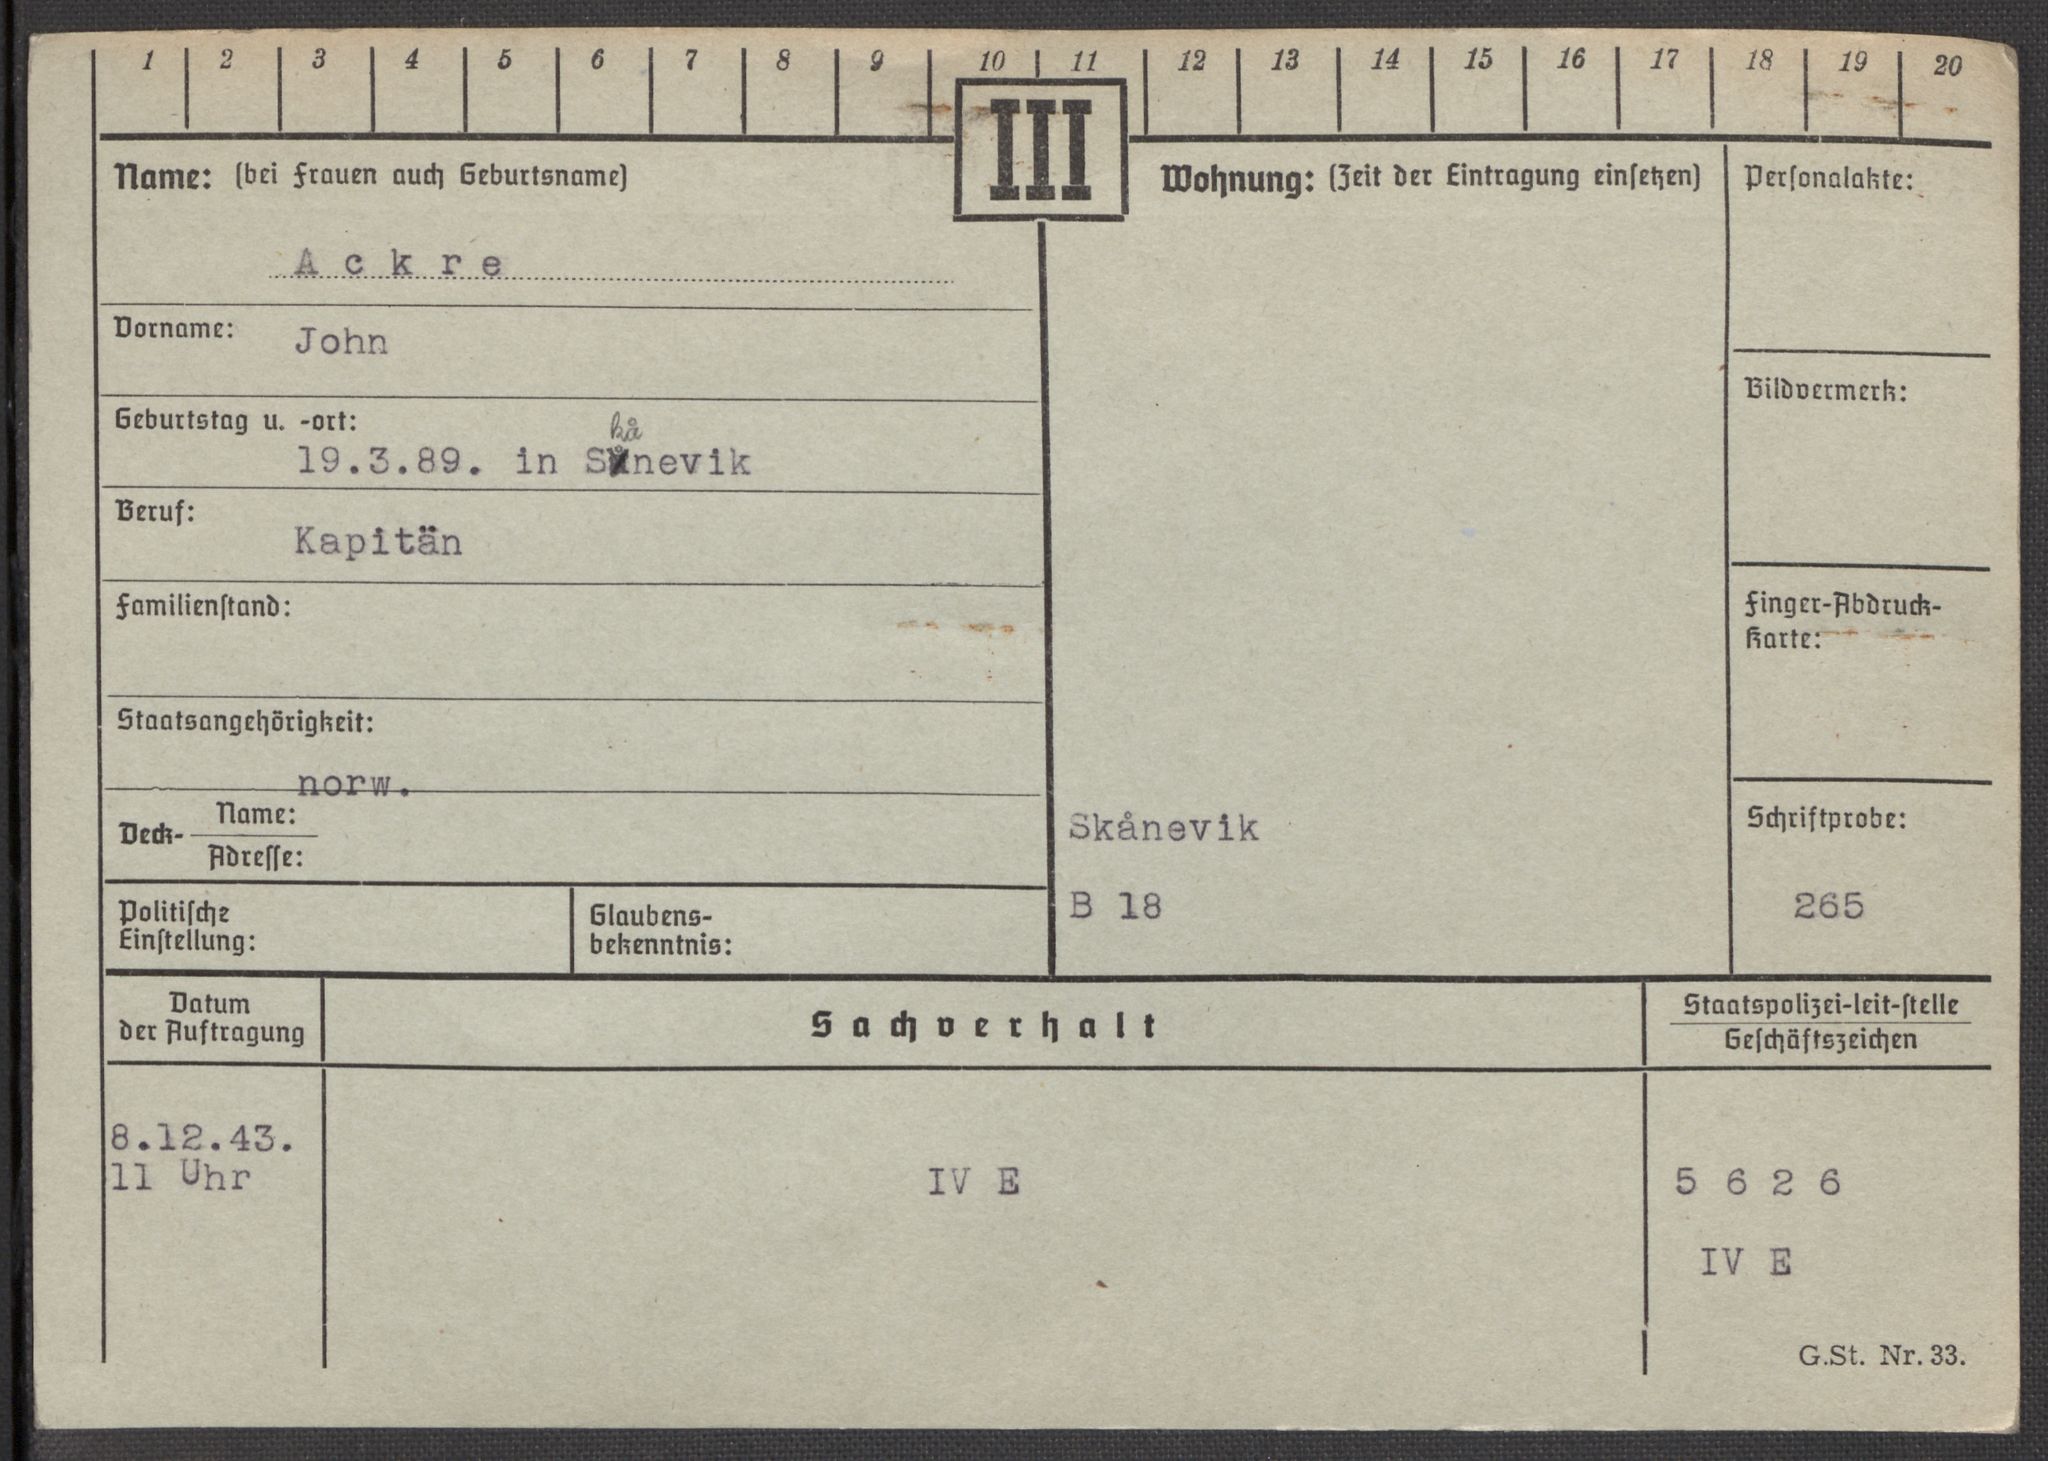 1 2 3 4 5 6 7 8 9 10 11 12 13 14 15 16 17 18 19 20
III
Name: (bei Frauen auch Geburtsname)
Ackre
Vorname:
John
Geburtstag u. -ort:
kå
19.3.89. in Sånevik
Beruf:
Kapitän
Familienstand:
Staatsangehörigkeit:
norw.
Deck-
Name:
Adresse:
Politische
Einstellung:
Glaubens-
bekenntnis:
Wohnung: (Zeit der Eintragung einsetzen)
Skånevik
B 18
Personalakte:
Bildvermerk:
Finger-Abdruck-
Karte:
Schriftprobe:
265
Datum
der Auftragung
Sachverhalt
Staatspolizei-leit-stelle
Geschäftszeichen
8.12.43.
11 Uhr
IV E
5 6 2 6
IV E
G.St. Nr. 33.